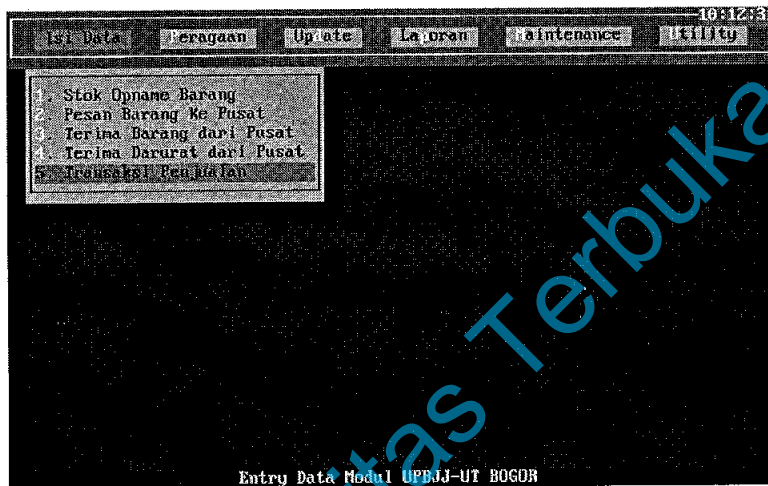 10:12:3
Isi Data Peragaan Update Laporan Maintenance Utility
1. Stok Opname Barang
2. Pesan Barang Ke Pusat
3. Terima Barang dari Pusat
4. Terima Darurat dari Pusat
5. Transaksi Penjualan
itas Terbuka
Entry Data Modul UPBJJ-UT BOGOR